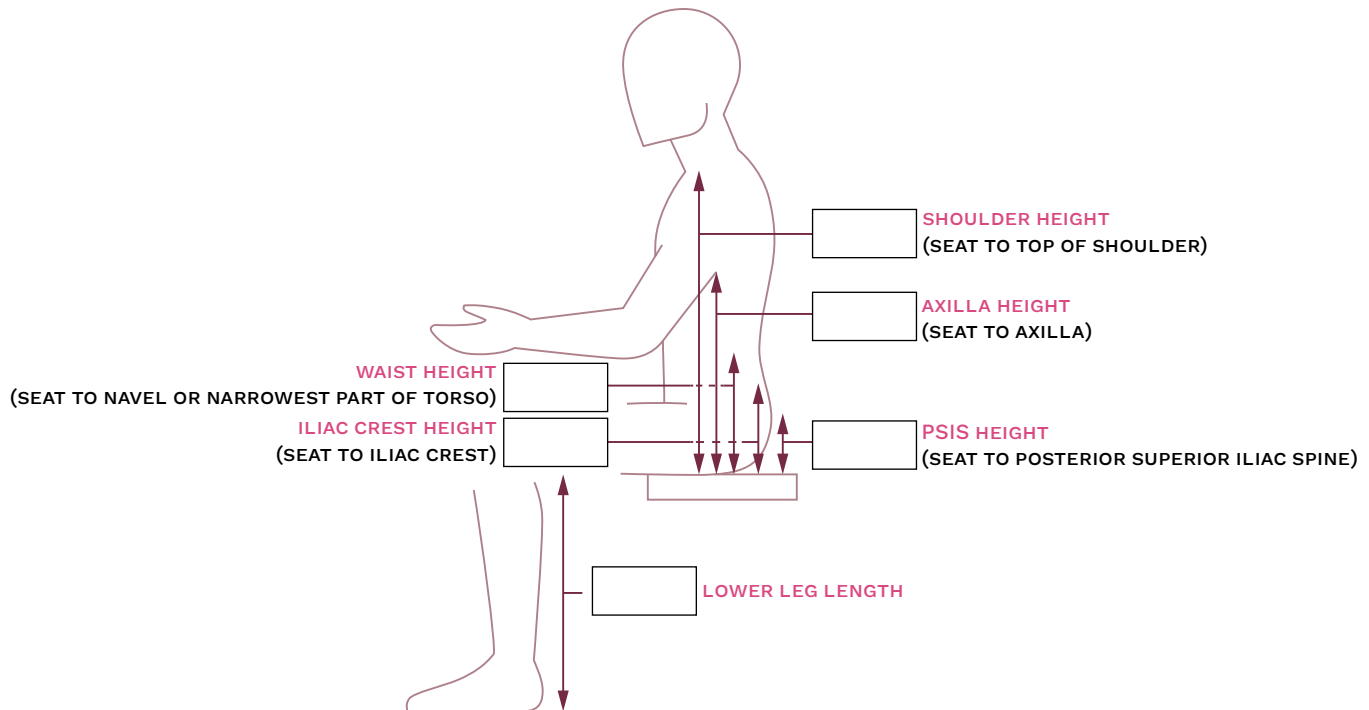 SHOULDER HEIGHT
(SEAT TO TOP OF SHOULDER)
AXILLA HEIGHT
(SEAT TO AXILLA)
WAIST HEIGHT
(SEAT TO NAVEL OR NARROWEST PART OF TORSO)
ILIAC CREST HEIGHT
(SEAT TO ILIAC CREST)
PSIS HEIGHT
(SEAT TO POSTERIOR SUPERIOR ILIAC SPINE)
LOWER LEG LENGTH